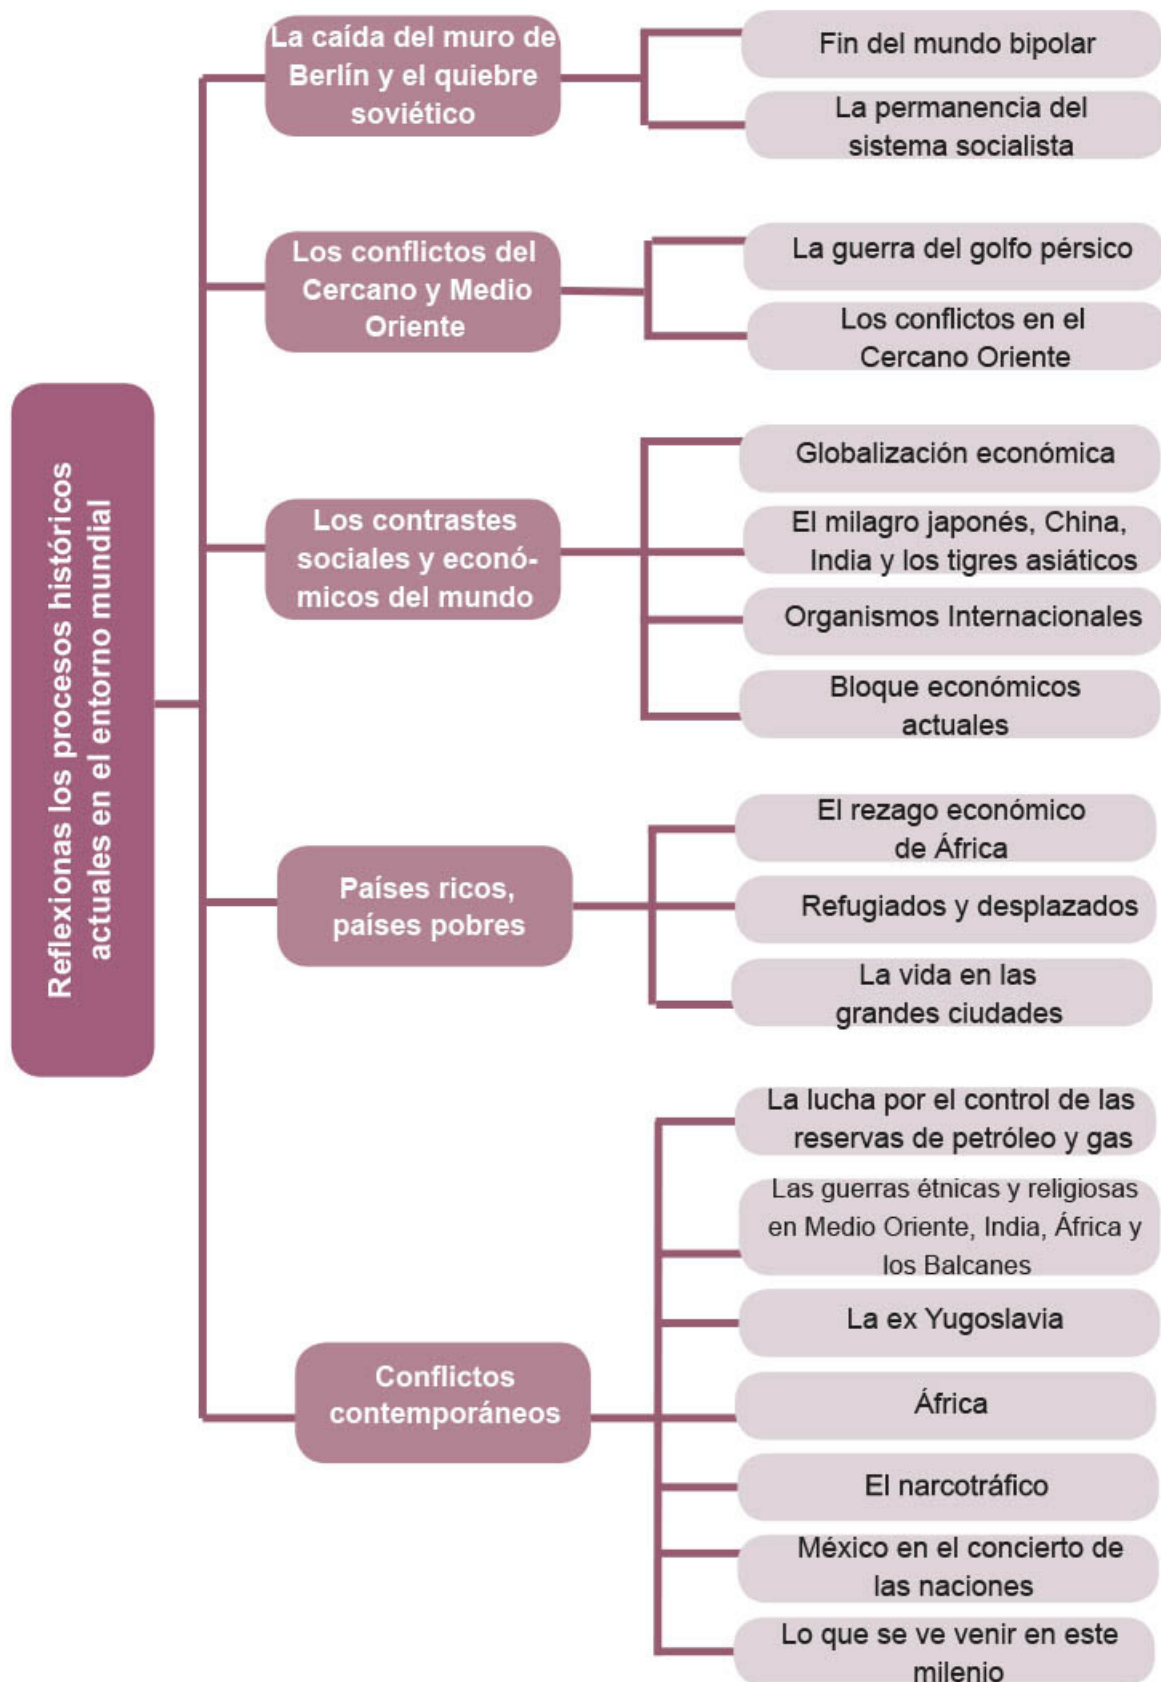 Reflexionas los procesos históricos
actuales en el entorno mundial
La caída del muro de
Berlín y el quiebre
soviético
Fin del mundo bipolar
La permanencia del
sistema socialista
Los conflictos del
Cercano y Medio
Oriente
La guerra del golfo pérsico
Los conflictos en el
Cercano Oriente
Los contrastes
sociales y econó-
micos del mundo
Globalización económica
El milagro japonés, China,
India y los tigres asiáticos
Organismos Internacionales
Bloque económicos
actuales
Países ricos,
países pobres
El rezago económico
de África
Refugiados y desplazados
La vida en las
grandes ciudades
Conflictos
contemporáneos
La lucha por el control de las
reservas de petróleo y gas
Las guerras étnicas y religiosas
en Medio Oriente, India, África y
los Balcanes
La ex Yugoslavia
África
El narcotráfico
México en el concierto de
las naciones
Lo que se ve venir en este
milenio